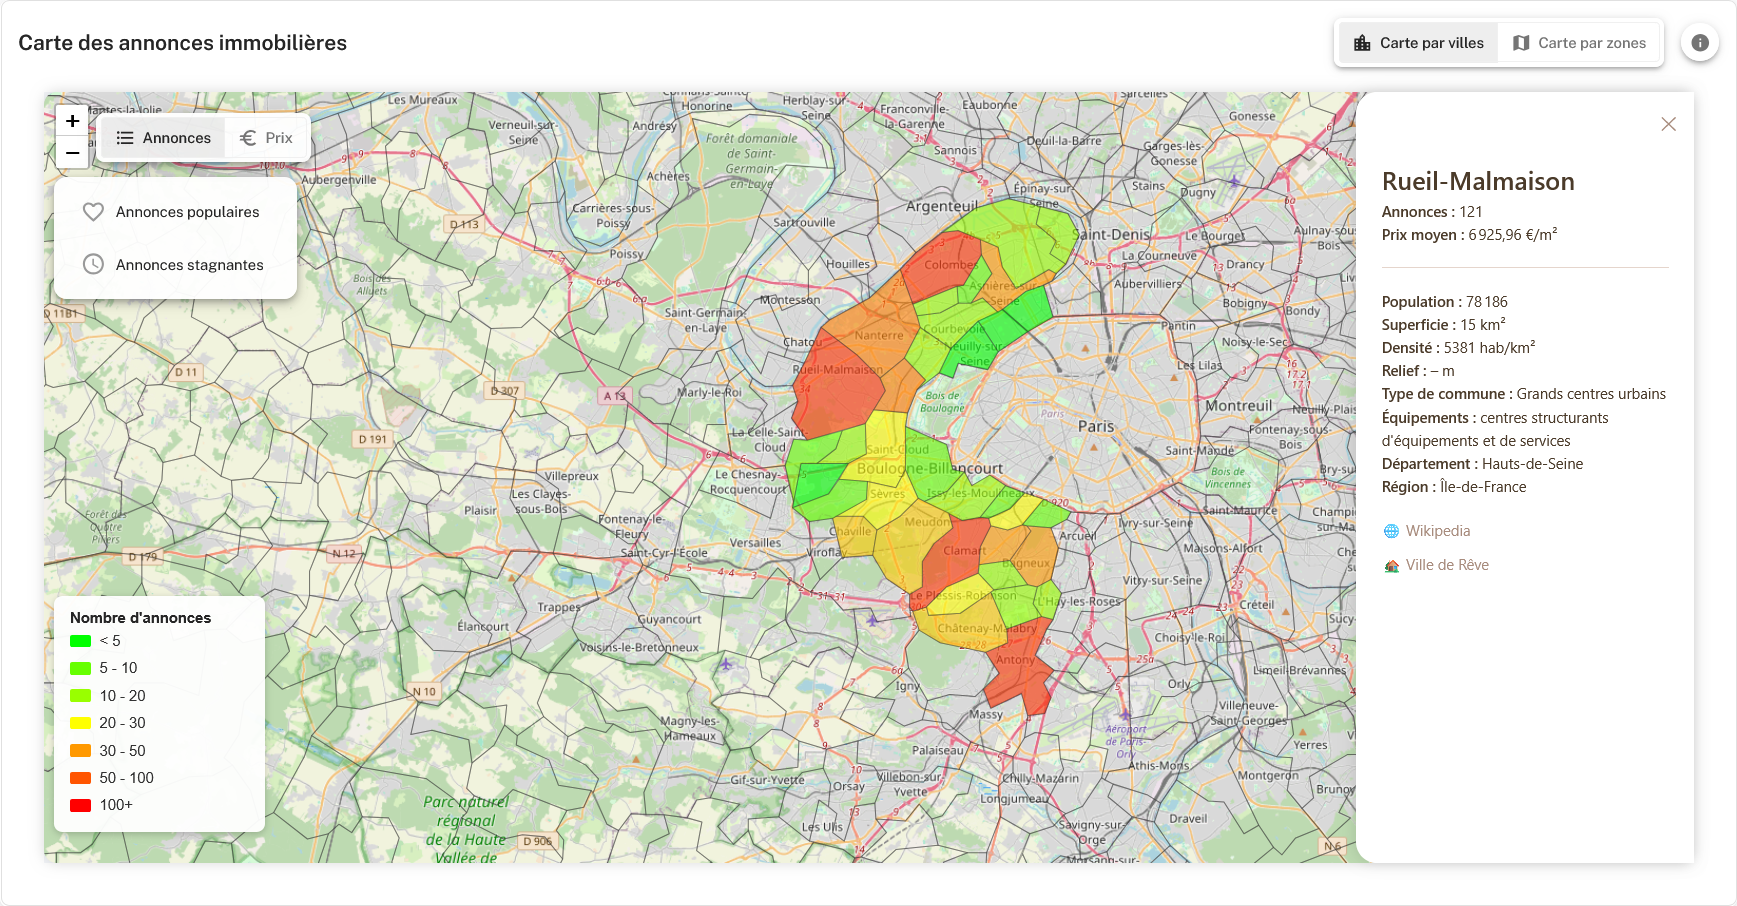 Carte des annonces immobilières
Carte par villes
Carte par zones
+
−
Annonces
€ Prix
Annonces populaires
Annonces stagnantes
Nombre d'annonces
< 5
5 - 10
10 - 20
20 - 30
30 - 50
50 - 100
100+
Mantes-la-Jolie
Les Mureaux
Verneuil-sur-
Seine
Andrésy
Honorine
Herblay-sur-
Seine
Franconville-
la-Garenne
Eaubonne
Sarcelles
Gonesse
Forêt domaniale
de Saint-
Germain-
en-Laye
Sannois
Deuil-la-Barre
Garges-lès-
Gonesse
Aubergenville
Achères
Épinay-sur-
Seine
Stains
Dugny
Carrières-sous-
Poissy
Argenteuil
Sartrouville
Saint-Denis
Le Bourget
Aulnay-sous-
Bois
D 113
Poissy
Houilles
Colombes
La Courneuve
Drancy
Bois des
Alluets
Asnières-sur-
Seine
Aubervilliers
Bobigny
Bondy
D 11B1
Montesson
Saint-Germain-
en-Laye
Courbevoie
Pantin
Chatou
Nanterre
Neuilly-sur-
Seine
Noisy-le-Sec
D 11
Rueil-Malmaison
Les Lilas
D 307
A 13
Marly-le-Roi
Bois de
Boulogne
Paris
Montreuil
Neuilly-Plais
D 191
La Celle-Saint-
Cloud
Paris
Fontenay-sous-
Bois
Saint-Cloud
Saint-Mandé
Villepreux
Le Chesnay-
Rocquencourt
Boulogne-Billancourt
Bois de
Vincennes
Les Clayes-
sous-Bois
Sèvres
Issy-les-Moulineaux
D 920
Saint-Maurice
Plaisir
Forêt des
Quatre
Piliers
Fontenay-le-
Fleury
Meudon
Ivry-sur-Seine
Chaville
Versailles
Arcueil
D 179
N 12
Saint-Cyr-l'École
Viroflay
Clamart
Maisons-Alfort
Bagneux
Vitry-sur-Seine
Trappes
Le Plessis-Robinson
L'Haÿ-les-Roses
Créteil
Guyancourt
Élancourt
Châtenay-Malabry
Choisy-le-Roi
Voisins-le-Bretonneux
Antony
Limeil-Brévannes
N 10
Igny
Orly
Massy
Villeneuve-
Saint-Georges
Magny-les-
Hameaux
Aéroport
de Paris-
Orly
Palaiseau
Yerres
Athis-Mons
Gif-sur-Yvette
Orsay
Villebon-sur-
Yvette
Chilly-Mazarin
Montgeron
Longjumeau
Brunoy
Parc naturel
régional
de la Haute
Vallée de
Les Ulis
Savigny-sur-
Orge
Draveil
D 906
N 6
Rueil-Malmaison
Annonces : 121
Prix moyen : 6 925,96 €/m²
Population : 78 186
Superficie : 15 km²
Densité : 5381 hab/km²
Relief : – m
Type de commune : Grands centres urbains
Équipements : centres structurants
d'équipements et de services
Département : Hauts-de-Seine
Région : Île-de-France
Wikipedia
Ville de Rêve